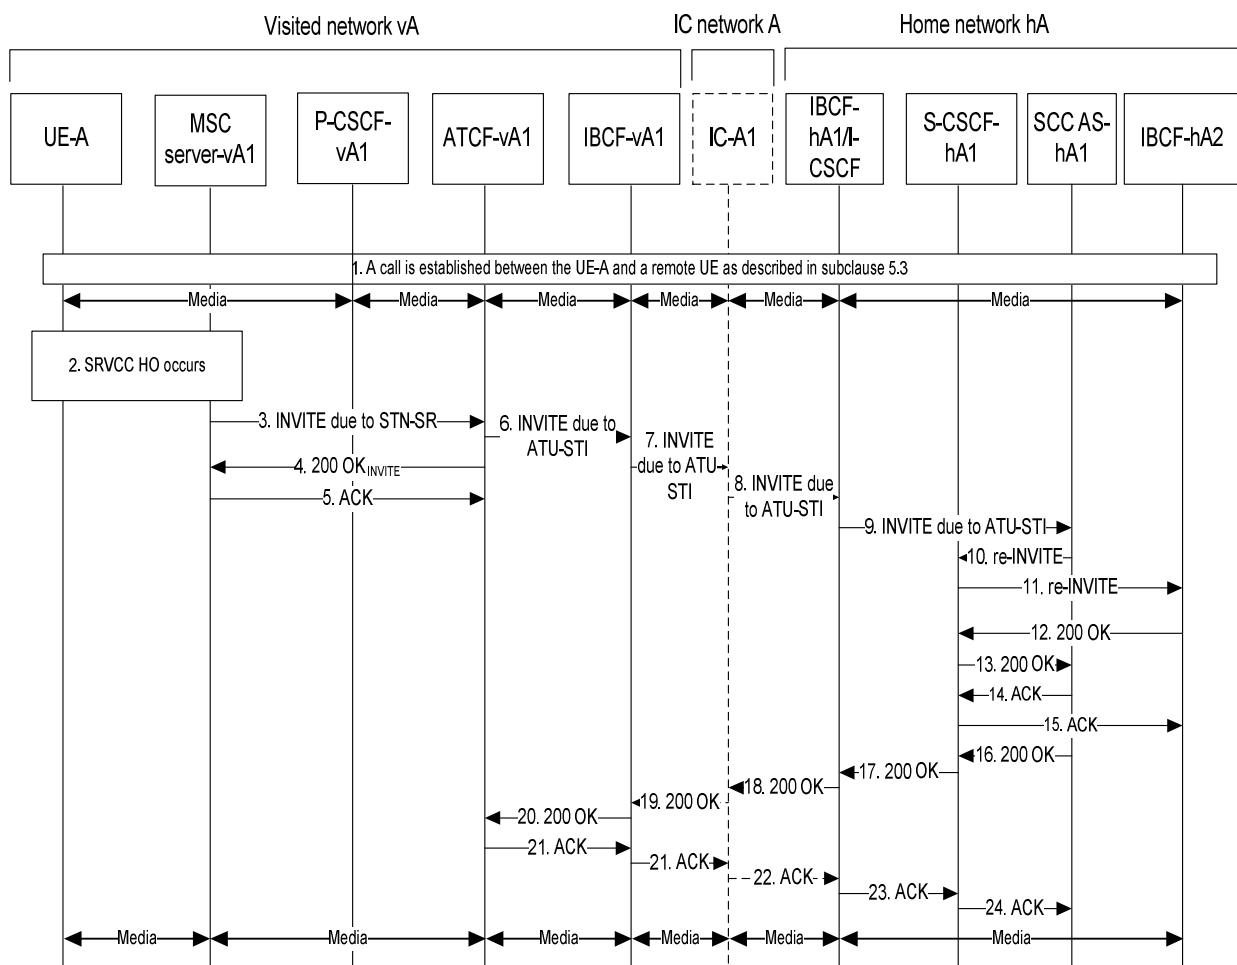 Visited network vA
IC network A
Home network hA
UE-A
MSC
server-vA1
P-CSCF-
vA1
ATCF-vA1
IBCF-vA1
IC-A1
IBCF-
hA1/I-
CSCF
S-CSCF-
hA1
SCC AS-
hA1
IBCF-hA2
1. A call is established between the UE-A and a remote UE as described in subclause 5.3
Media
Media
Media
Media
Media
Media
2. SRVCC HO occurs
3. INVITE due to STN-SR
6. INVITE due to
ATU-STI
7. INVITE
due to ATU-
STI
4. 200 OK INVITE
5. ACK
8. INVITE due
to ATU-STI
9. INVITE due to ATU-STI
10. re-INVITE
11. re-INVITE
12. 200 OK
13. 200 OK
14. ACK
15. ACK
16. 200 OK
17. 200 OK
18. 200 OK
19. 200 OK
20. 200 OK
21. ACK
21. ACK
22. ACK
23. ACK
24. ACK
Media
Media
Media
Media
Media
Media